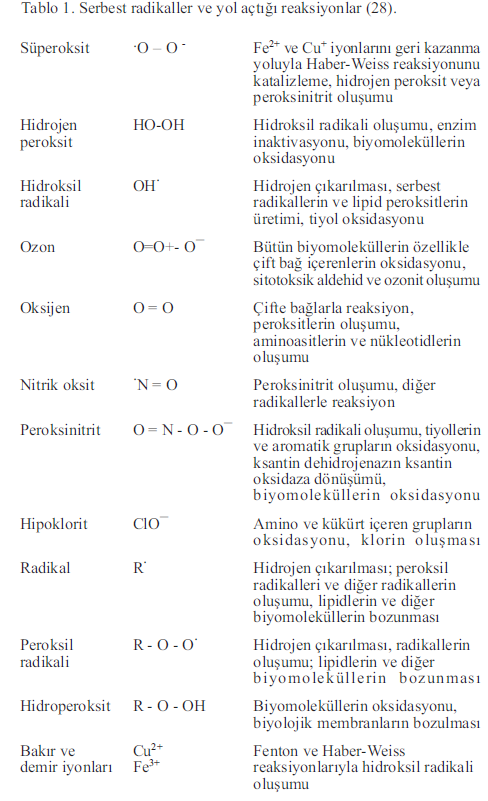 Tablo 1. Serbest radikaller ve yol açtığı reaksiyonlar (28).
Süperoksit ·O – O ⁻ Fe²⁺ ve Cu⁺ iyonlarını geri kazanma
yoluyla Haber-Weiss reaksiyonunu
katalizleme, hidrojen peroksit veya
peroksinitrit oluşumu
Hidrojen HO-OH Hidroksil radikali oluşumu, enzim
peroksit inaktivasyonu, biyomoleküllerin
oksidasyonu
Hidroksil OH˙ Hidrojen çıkarılması, serbest
radikali radikallerin ve lipid peroksitlerin
üretimi, tiyol oksidasyonu
Ozon O=O+- O⁻ Bütün biyomoleküllerin özellikle
çift bağ içerenlerin oksidasyonu,
sitotoksik aldehid ve ozonit oluşumu
Oksijen O = O Çifte bağlarla reaksiyon,
peroksitlerin oluşumu,
aminoasitlerin ve nükleotidlerin
oluşumu
Nitrik oksit ˙N = O Peroksinitrit oluşumu, diğer
radikallerle reaksiyon
Peroksinitrit O = N - O - O⁻ Hidroksil radikali oluşumu, tiyollerin
ve aromatik grupların oksidasyonu,
ksantin dehidrojenazın ksantin
oksidaza dönüşümü,
biyomoleküllerin oksidasyonu
Hipoklorit ClO⁻ Amino ve kükürt içeren grupların
oksidasyonu, klorin oluşması
Radikal R˙ Hidrojen çıkarılması; peroksil
radikalleri ve diğer radikallerin
oluşumu, lipidlerin ve diğer
biyomoleküllerin bozunması
Peroksil R - O - O˙ Hidrojen çıkarılması, radikallerin
radikali oluşumu; lipidlerin ve diğer
biyomoleküllerin bozunması
Hidroperoksit R - O - OH Biyomoleküllerin oksidasyonu,
biyolojik membranların bozulması
Bakır ve Cu²⁺ Fenton ve Haber-Weiss
demir iyonları Fe³⁺ reaksiyonlarıyla hidroksil radikali
oluşumu